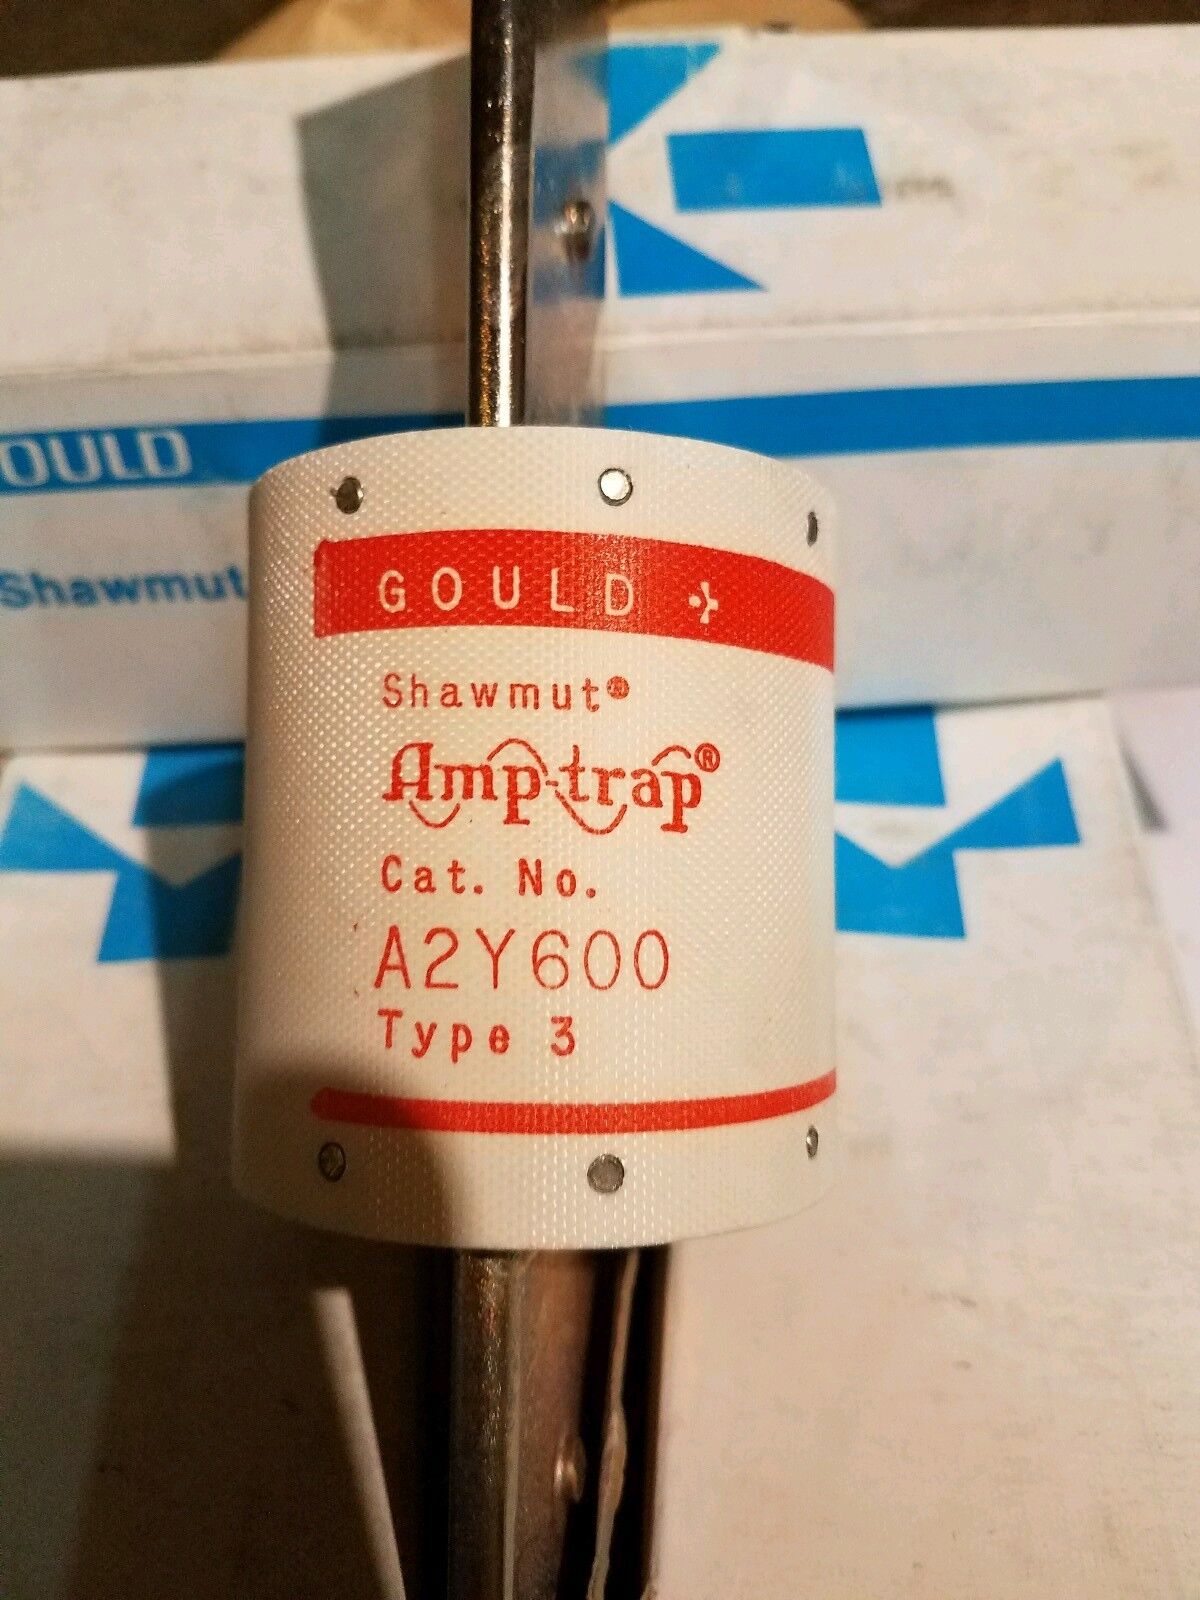 OULD
Shawmut
GOULD
Shawmut®
Amp-trap®
Cat. No.
A2Y600
Type 3